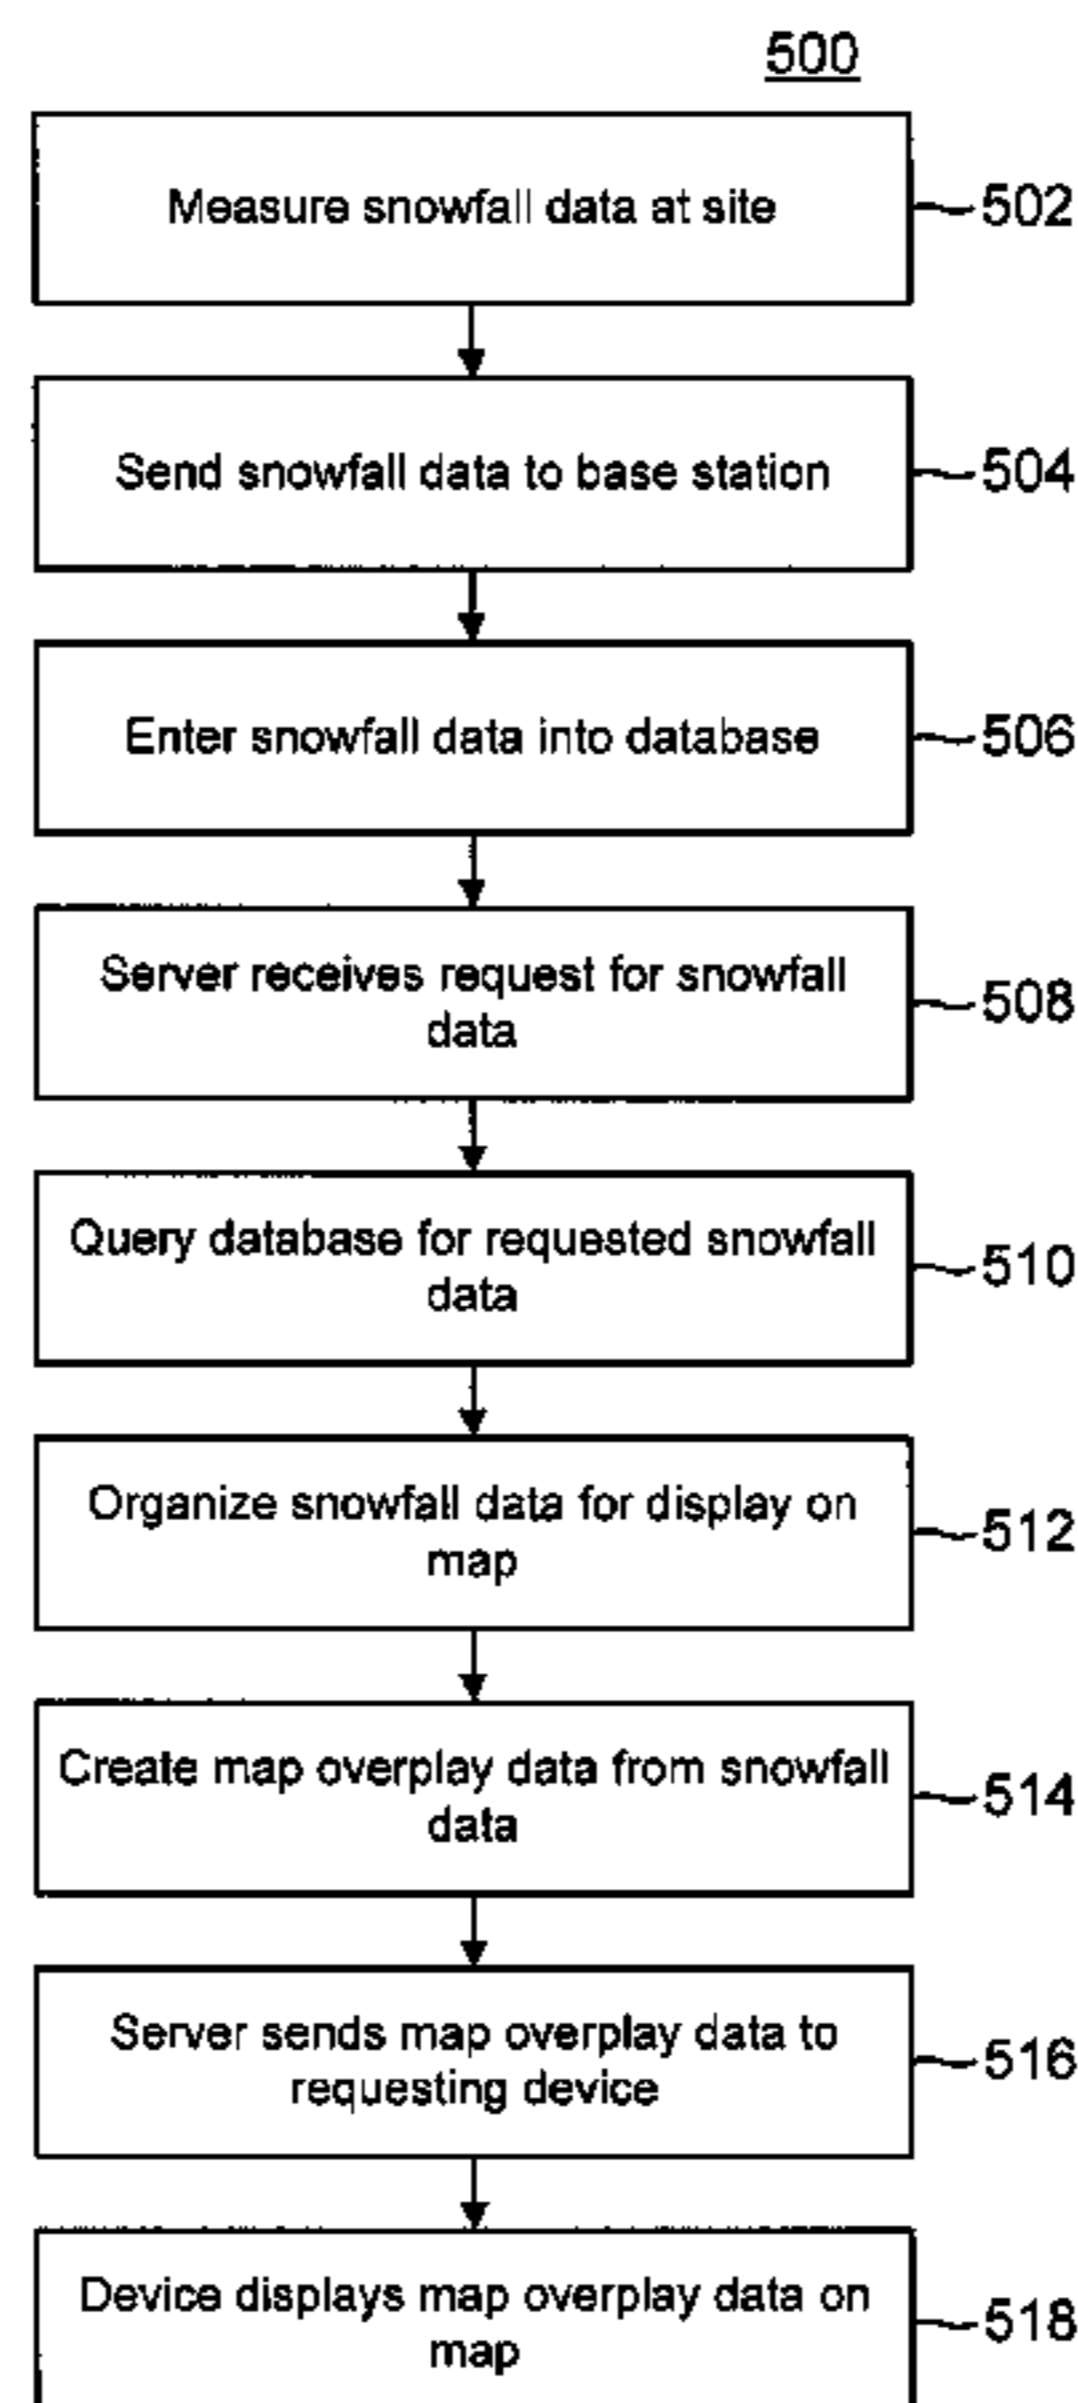 500
Measure snowfall data at site
502
Send snowfall data to base station
504
Enter snowfall data into database
506
Server receives request for snowfall
data
508
Query database for requested snowfall
data
510
Organize snowfall data for display on
map
512
Create map overplay data from snowfall
data
514
Server sends map overplay data to
requesting device
516
Device displays map overplay data on
map
518